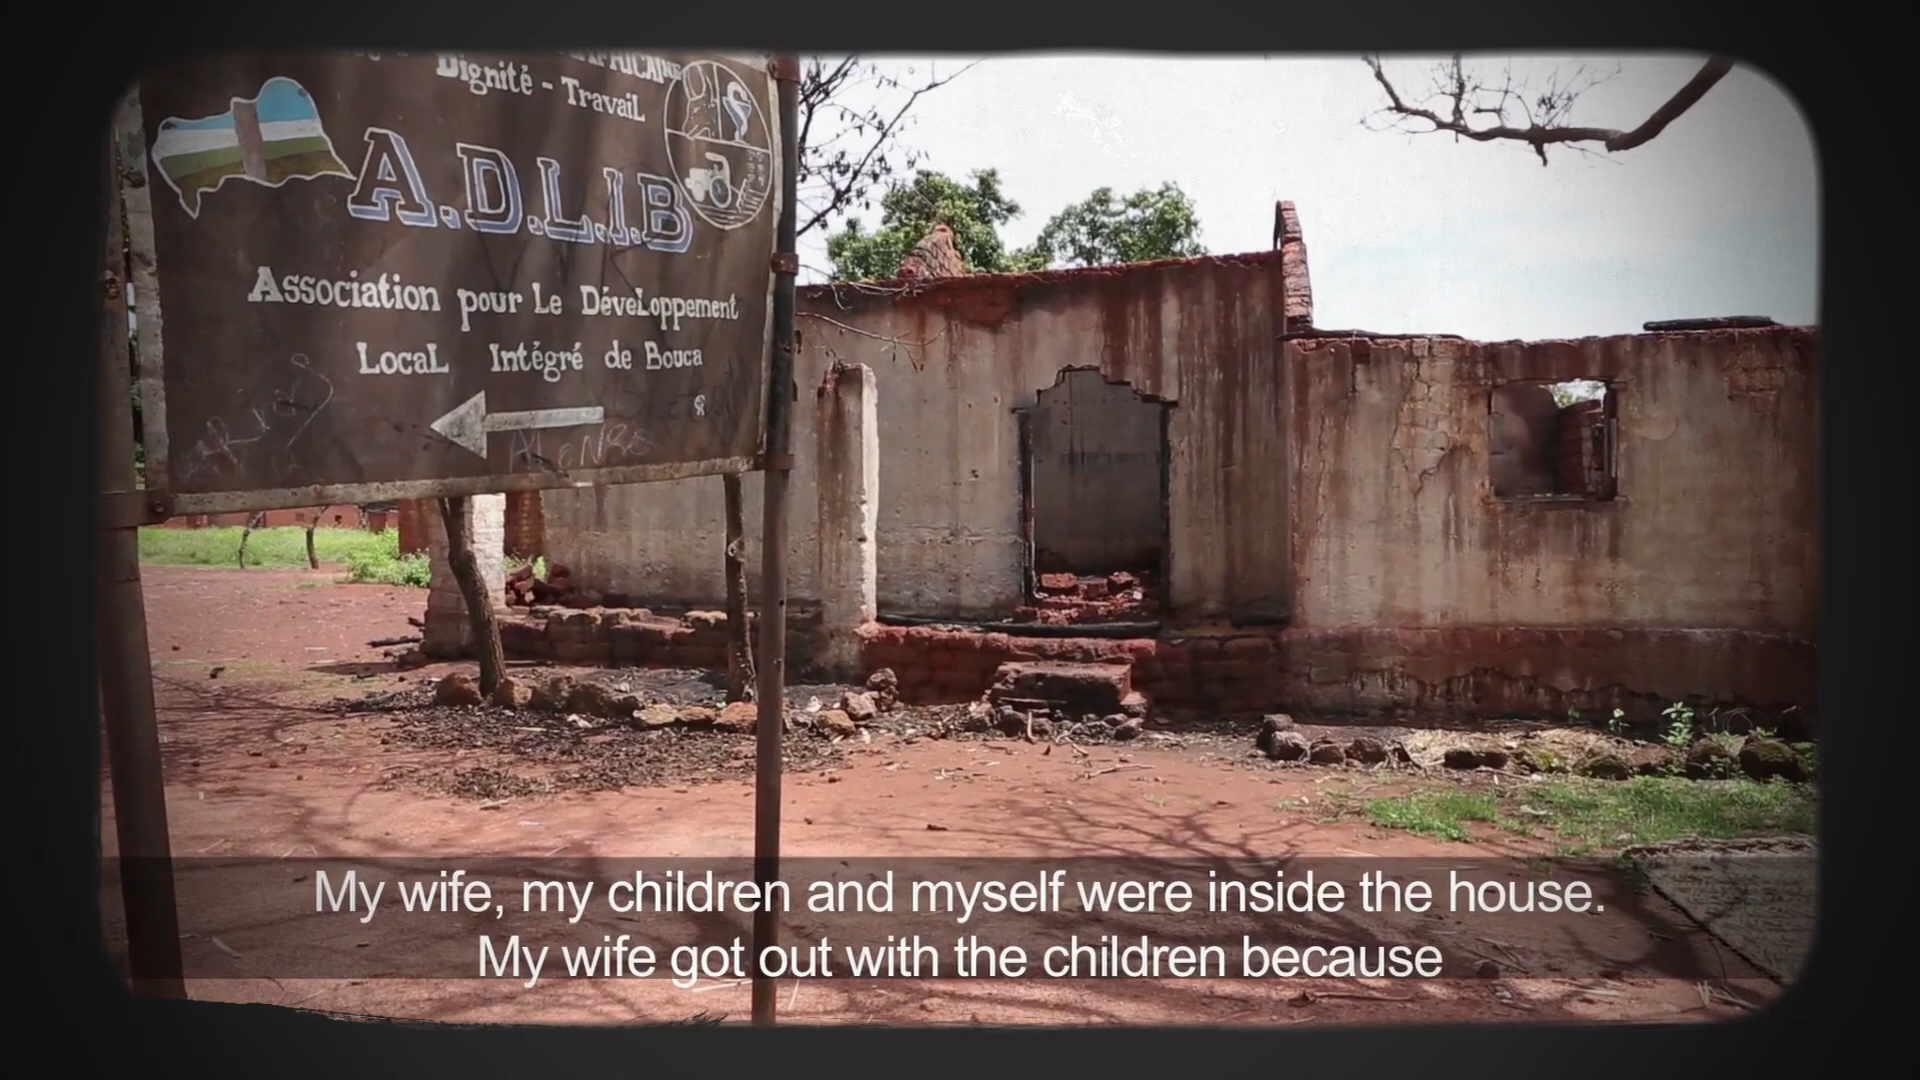 AFRICAINE
Dignité - Travail
A.D.L.I.B
Association pour Le Développement
Local Intégré de Bouca
My wife, my children and myself were inside the house.
My wife got out with the children because